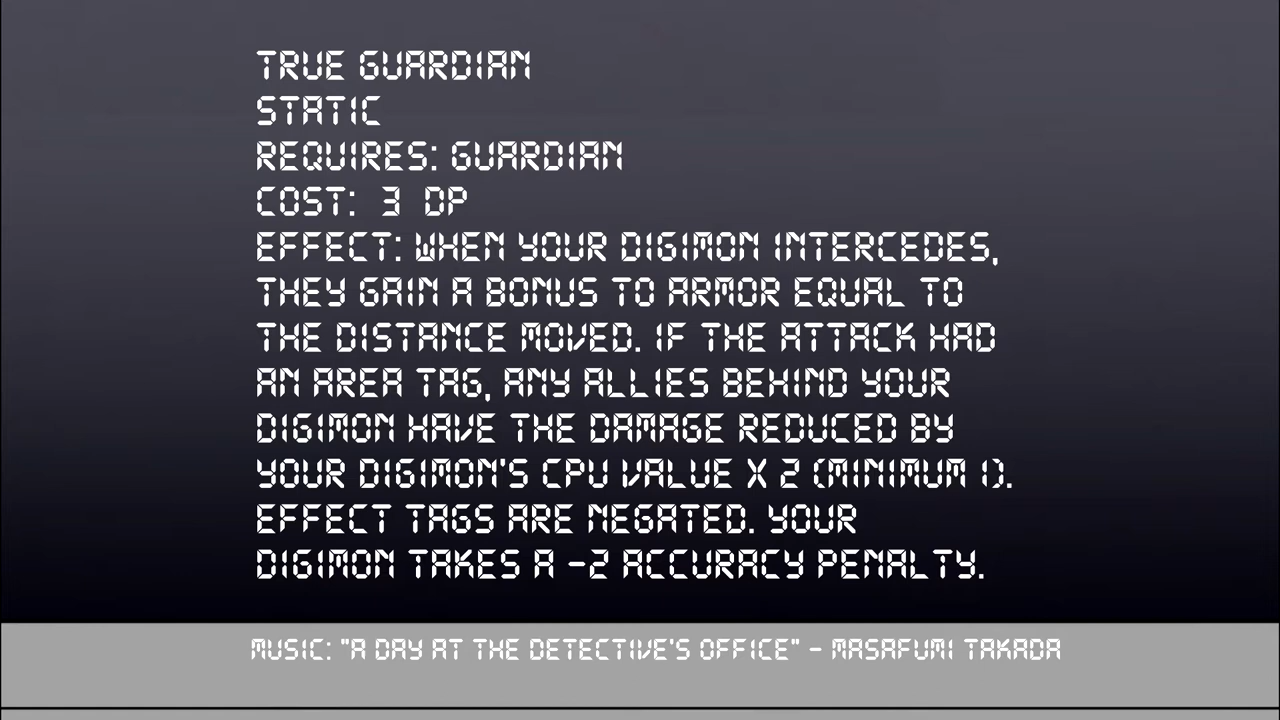 TRUE GUARDIAN
STATIC
REQUIRES: GUARDIAN
COST: 3 DP
EFFECT: WHEN YOUR DIGIMON INTERCEDES,
THEY GAIN A BONUS TO ARMOR EQUAL TO
THE DISTANCE MOVED. IF THE ATTACK HAD
AN AREA TAG, ANY ALLIES BEHIND YOUR
DIGIMON HAVE THE DAMAGE REDUCED BY
YOUR DIGIMON'S CPU VALUE X 2 (MINIMUM 1).
EFFECT TAGS ARE NEGATED. YOUR
DIGIMON TAKES A -2 ACCURACY PENALTY.
MUSIC: "A DAY AT THE DETECTIVE'S OFFICE" - MASAFUMI TAKADA